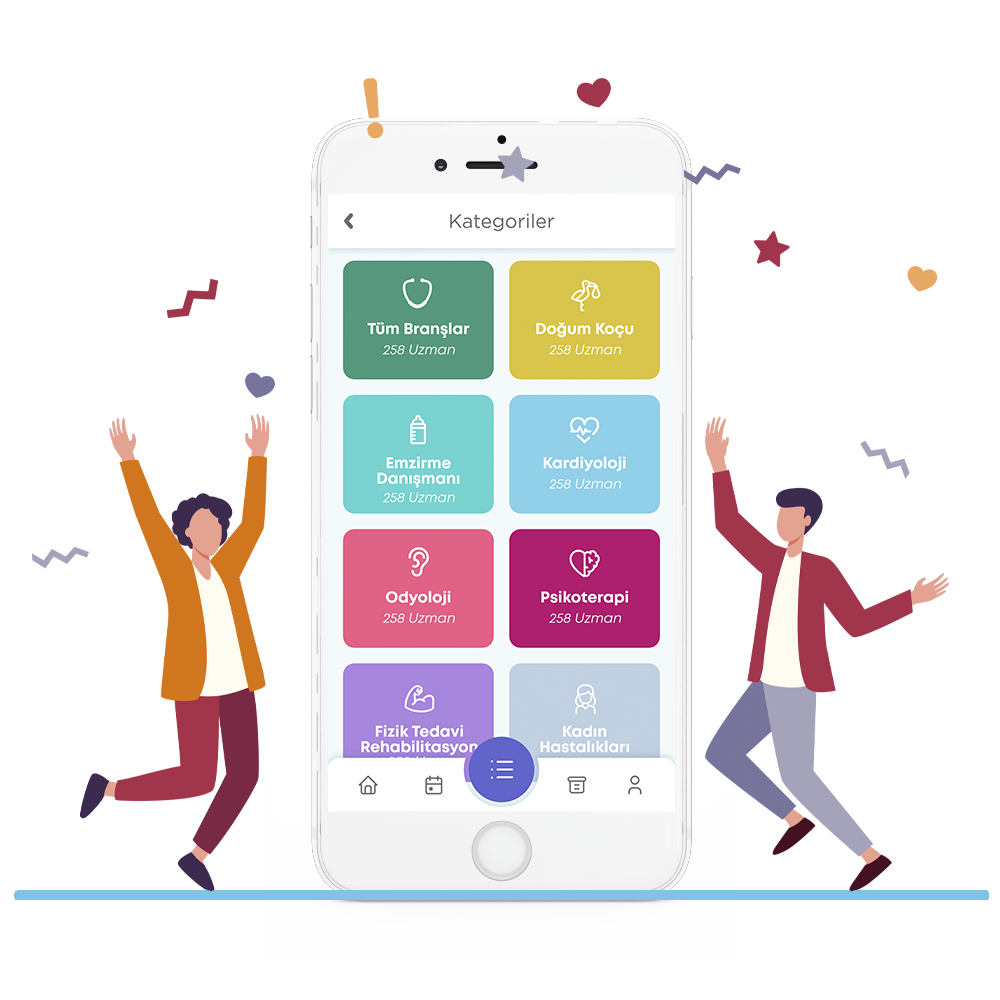 Kategoriler
Tüm Branşlar
258 Uzman
Doğum Koçu
258 Uzman
Emzirme
Danışmanı
258 Uzman
Kardiyoloji
258 Uzman
Odyoloji
258 Uzman
Psikoterapi
258 Uzman
Fizik Tedavi
Rehabilitasyon
Kadın
Hastalıkları